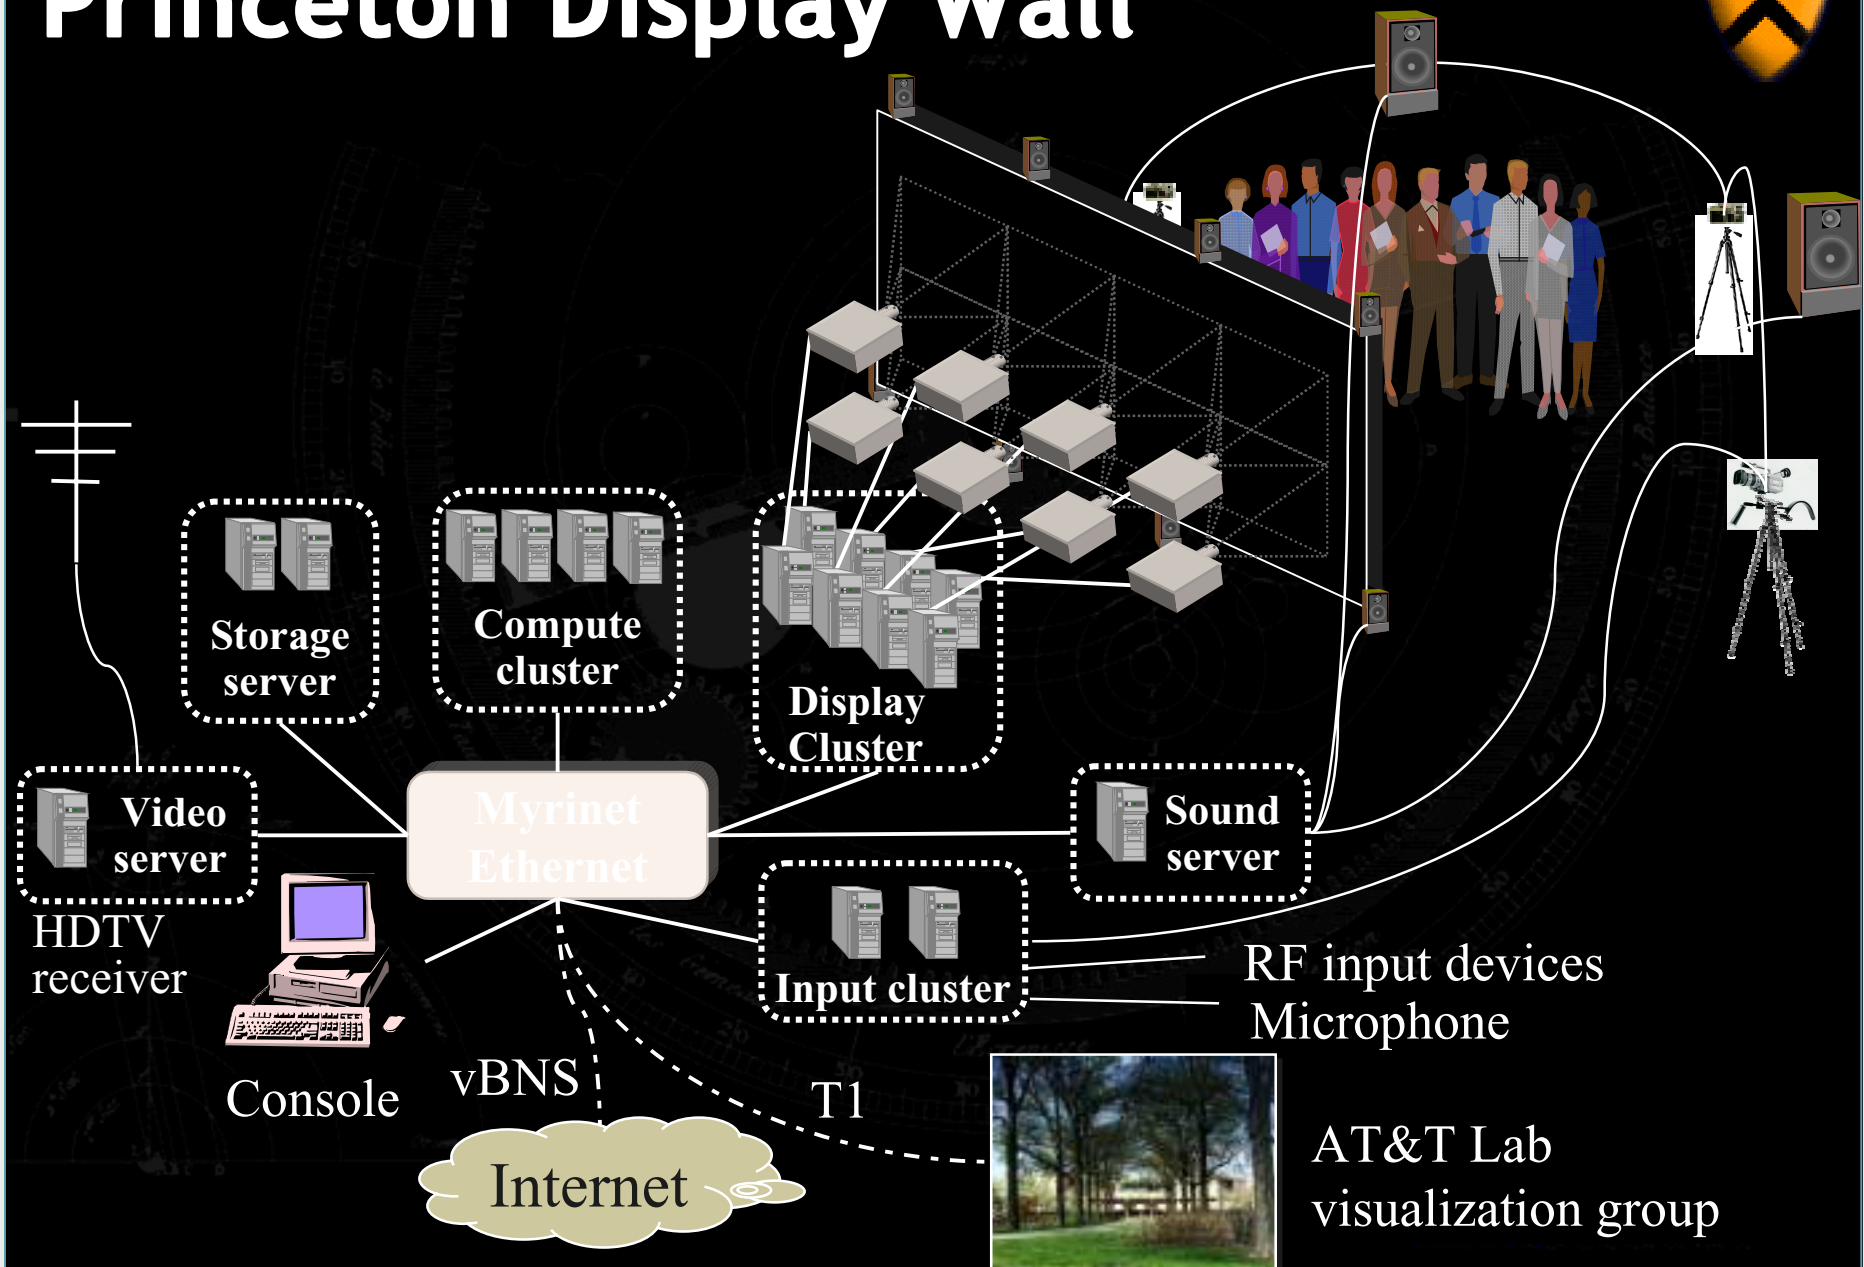 Princeton Display Wall
Storage
server
Compute
cluster
Display
Cluster
Video
server
Myrinet
Ethernet
Sound
server
HDTV
receiver
Input cluster
RF input devices
Microphone
Console
vBNS
T1
Internet
AT&T Lab
visualization group